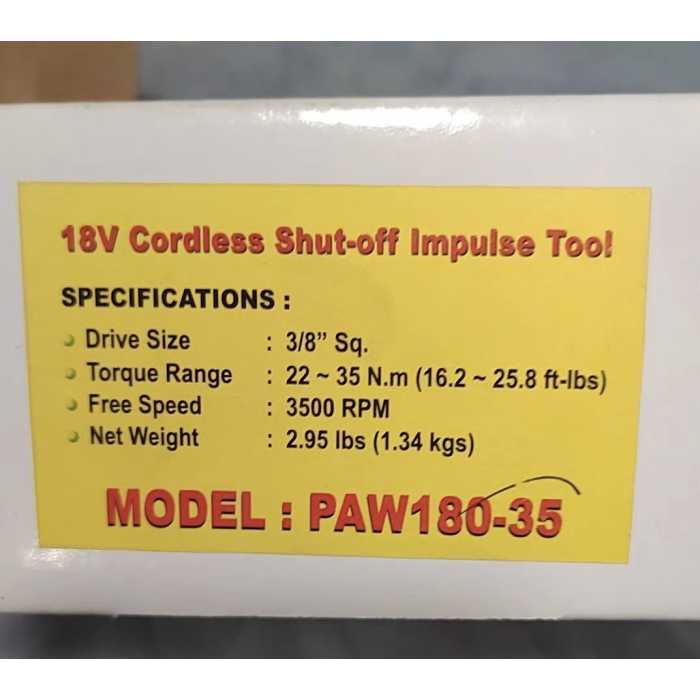 18V Cordless Shut-off Impulse Tool
SPECIFICATIONS :
Drive Size : 3/8” Sq.
Torque Range : 22 ~ 35 N.m (16.2 ~ 25.8 ft-lbs)
Free Speed : 3500 RPM
Net Weight : 2.95 lbs (1.34 kgs)
MODEL : PAW180-35